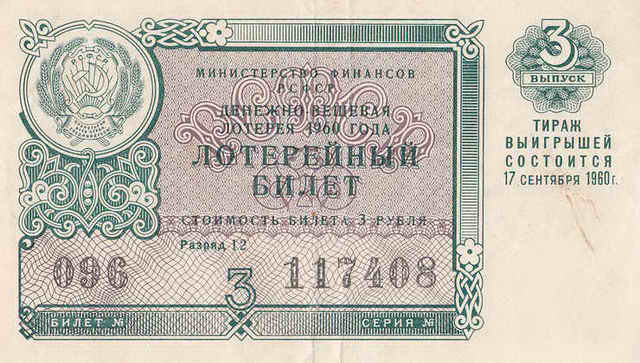 МИНИСТЕРСТВО ФИНАНСОВ
РСФСР
ДЕНЕЖНО-ВЕЩЕВАЯ
ЛОТЕРЕЯ 1960 ГОДА
ЛОТЕРЕЙНЫЙ
БИЛЕТ
СТОИМОСТЬ БИЛЕТА 3 РУБЛЯ
Разряд 12
096 3 117408
БИЛЕТ № СЕРИЯ №
3
ВЫПУСК
ТИРАЖ
ВЫИГРЫШЕЙ
СОСТОИТСЯ
17 СЕНТЯБРЯ 1960 г.